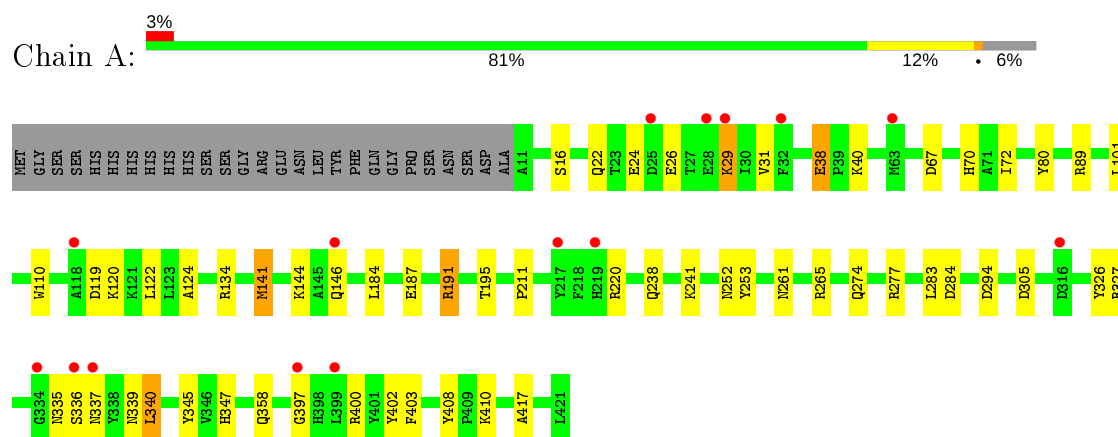 3%
Chain A:
81% 12% • 6%
MET GLY SER SER HIS HIS HIS HIS HIS HIS SER SER GLY ARG GLU ASN LEU TYR PHE GLN GLY PRO SER ASN SER ASP ALA A11 S16 Q22 T23 E24 D25 E26 T27 E28 K29 I30 V31 F32 E38 P39 K40 M63 D67 H70 A71 I72 Y80 R89 L101
W110 A118 D119 K120 K121 L122 L123 A124 R134 M141 K144 A145 Q146 L184 E187 R191 T195 P211 Y217 F218 H219 R220 Q238 K241 N252 Y253 N261 R265 Q274 R277 L283 D284 D294 D305 D316 Y326
G334 N335 S336 N337 Y338 N339 L340 Y345 V346 H347 Q358 G397 H398 L399 R400 Y401 Y402 F403 Y408 P409 K410 A417 L421